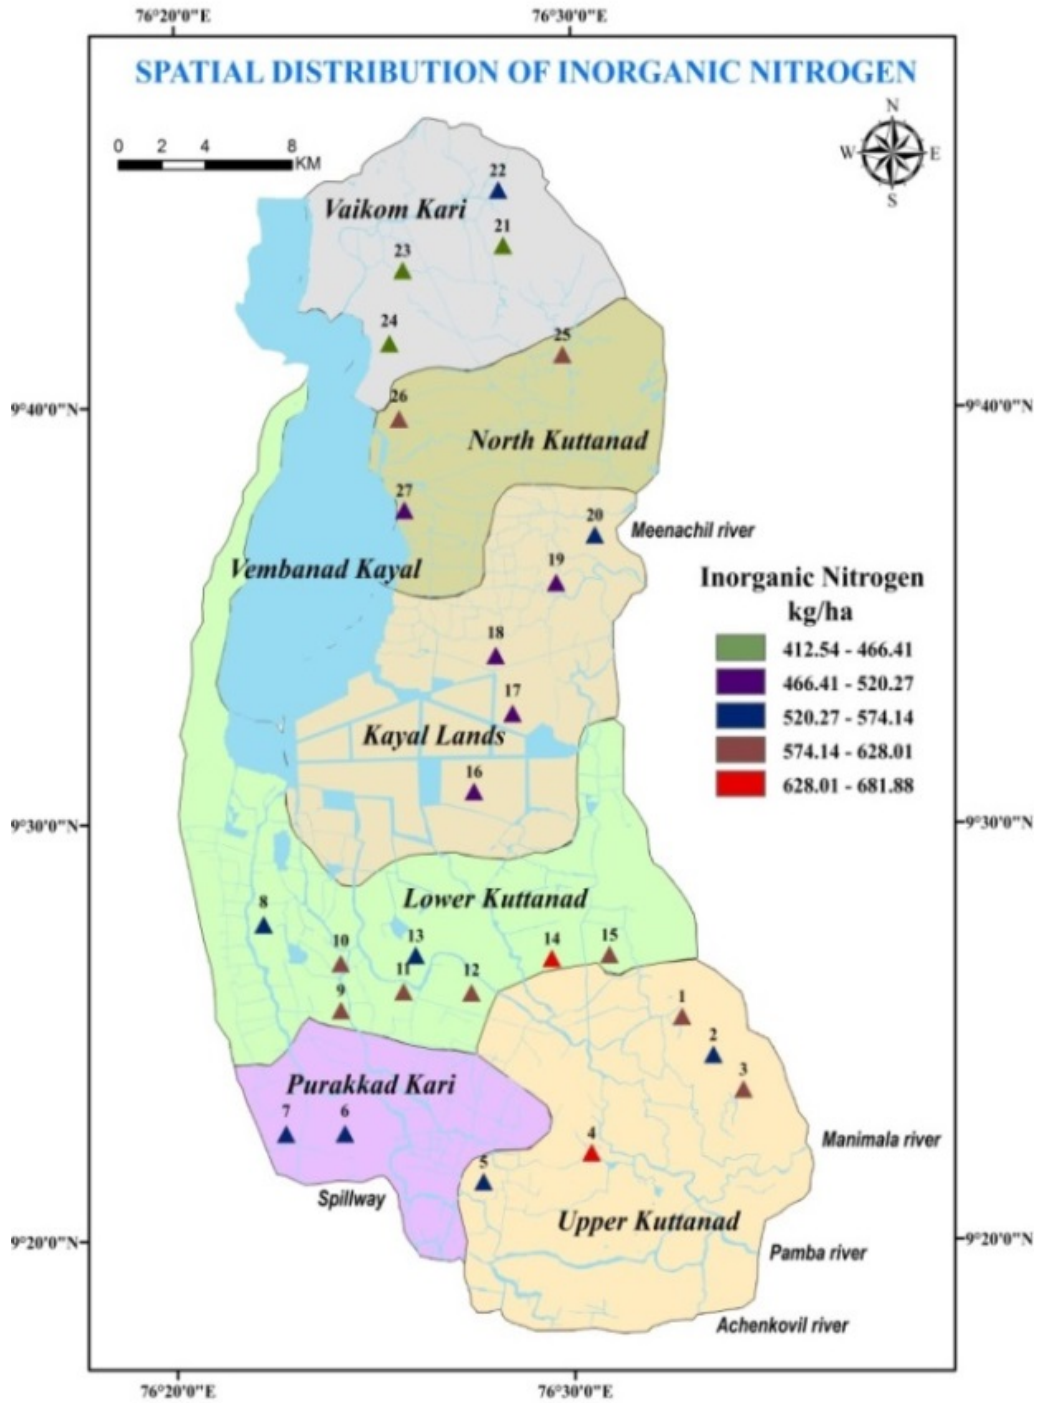 76°20'0"E 76°30'0"E
SPATIAL DISTRIBUTION OF INORGANIC NITROGEN
0 2 4 8 KM
N
W E
S
22
Vaikom Kari
21
23
24
25
26
9°40'0"N 9°40'0"N
North Kuttanad
27
20
Meenachil river
19
Vembanad Kayal
Inorganic Nitrogen
kg/ha
412.54 - 466.41
466.41 - 520.27
520.27 - 574.14
574.14 - 628.01
628.01 - 681.88
18
17
Kayal Lands
16
9°30'0"N 9°30'0"N
Lower Kuttanad
8
13
10
14
15
11
12
9
1
2
3
Purakkad Kari
7
6
4
Manimala river
5
Spillway
Upper Kuttanad
9°20'0"N 9°20'0"N
Pamba river
Achenkovil river
76°20'0"E 76°30'0"E